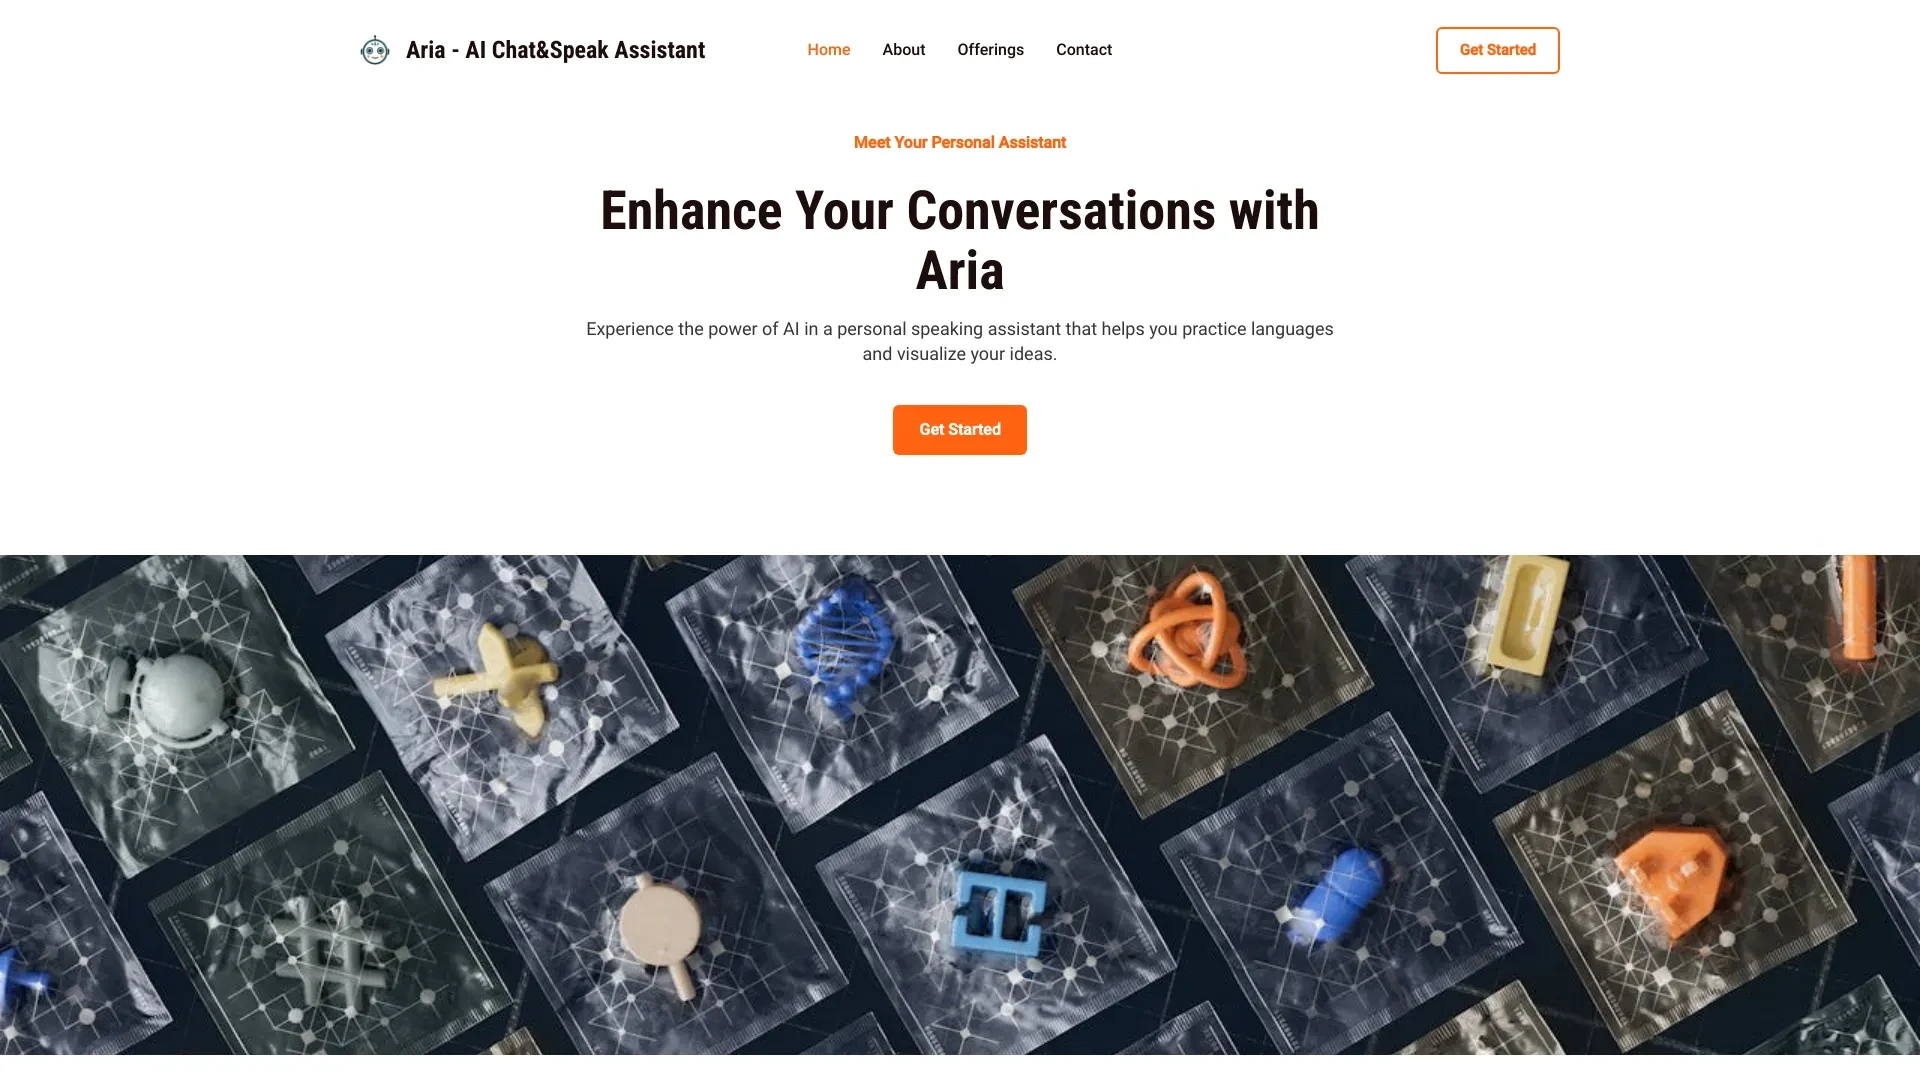 Aria - AI Chat&Speak Assistant
Home
About
Offerings
Contact
Get Started
Meet Your Personal Assistant
Enhance Your Conversations with
Aria
Experience the power of AI in a personal speaking assistant that helps you practice languages
and visualize your ideas.
Get Started